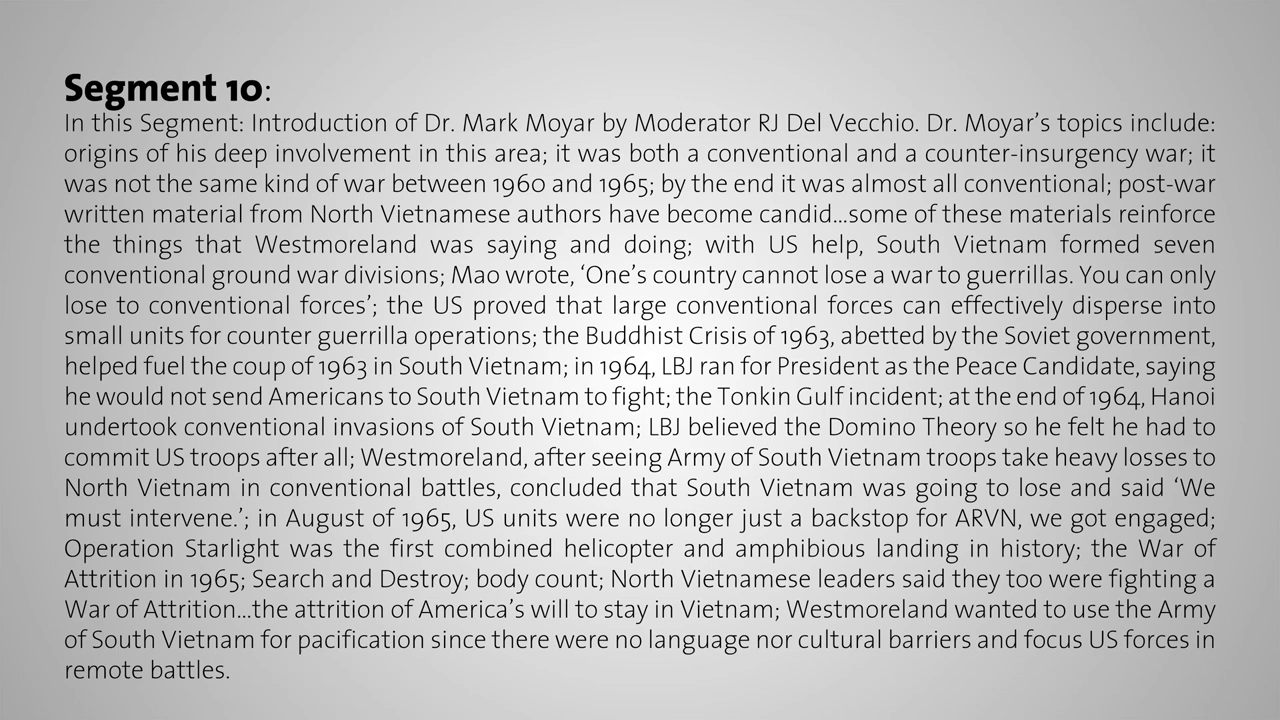 Segment 10:
In this Segment: Introduction of Dr. Mark Moyar by Moderator RJ Del Vecchio. Dr. Moyar’s topics include:
origins of his deep involvement in this area; it was both a conventional and a counter-insurgency war; it
was not the same kind of war between 1960 and 1965; by the end it was almost all conventional; post-war
written material from North Vietnamese authors have become candid...some of these materials reinforce
the things that Westmoreland was saying and doing; with US help, South Vietnam formed seven
conventional ground war divisions; Mao wrote, ‘One’s country cannot lose a war to guerrillas. You can only
lose to conventional forces’; the US proved that large conventional forces can effectively disperse into
small units for counter guerrilla operations; the Buddhist Crisis of 1963, abetted by the Soviet government,
helped fuel the coup of 1963 in South Vietnam; in 1964, LBJ ran for President as the Peace Candidate, saying
he would not send Americans to South Vietnam to fight; the Tonkin Gulf incident; at the end of 1964, Hanoi
undertook conventional invasions of South Vietnam; LBJ believed the Domino Theory so he felt he had to
commit US troops after all; Westmoreland, after seeing Army of South Vietnam troops take heavy losses to
North Vietnam in conventional battles, concluded that South Vietnam was going to lose and said ‘We
must intervene.’; in August of 1965, US units were no longer just a backstop for ARVN, we got engaged;
Operation Starlight was the first combined helicopter and amphibious landing in history; the War of
Attrition in 1965; Search and Destroy; body count; North Vietnamese leaders said they too were fighting a
War of Attrition...the attrition of America’s will to stay in Vietnam; Westmoreland wanted to use the Army
of South Vietnam for pacification since there were no language nor cultural barriers and focus US forces in
remote battles.